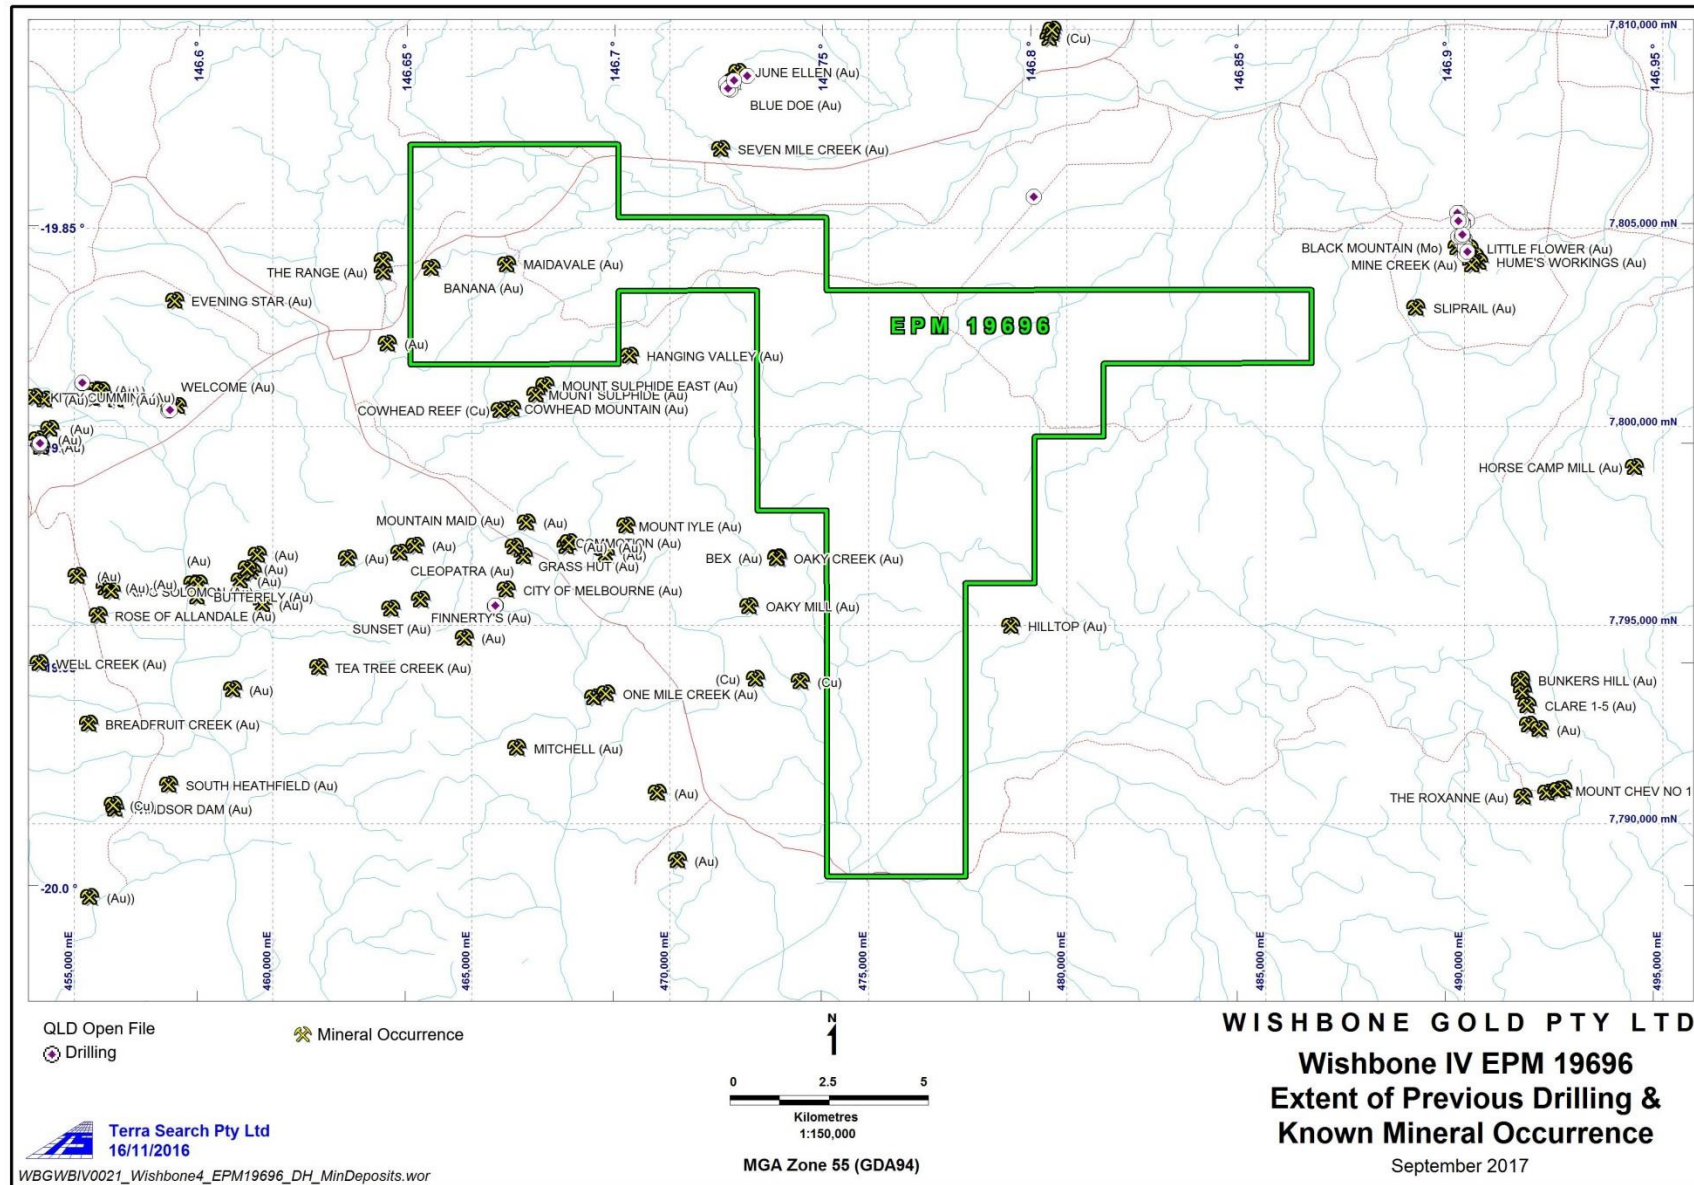 7,810,000 mN
(Cu)
146.6 °
146.65 °
146.7 °
146.75 °
146.8 °
146.85 °
146.9 °
146.95 °
JUNE ELLEN (Au)
BLUE DOE (Au)
SEVEN MILE CREEK (Au)
-19.85 °
7,805,000 mN
BLACK MOUNTAIN (Mo)
LITTLE FLOWER (Au)
MINE CREEK (Au)
HUME'S WORKINGS (Au)
THE RANGE (Au)
MAIDAVALE (Au)
BANANA (Au)
EVENING STAR (Au)
SLIPRAIL (Au)
EPM 19696
(Au)
HANGING VALLEY (Au)
WELCOME (Au)
MOUNT SULPHIDE EAST (Au)
MOUNT SULPHIDE (Au)
COWHEAD REEF (Cu)
COWHEAD MOUNTAIN (Au)
(Au)
(Au)
7,800,000 mN
HORSE CAMP MILL (Au)
MOUNTAIN MAID (Au)
(Au)
MOUNT IYLE (Au)
COMMOTION (Au)
(Au)
(Au)
(Au)
BEX (Au)
OAKY CREEK (Au)
(Au)
(Au)
(Au)
(Au)
GRASS HUT (Au)
CLEOPATRA (Au)
(Au)
(Au)
(Au)
(Au)
(Au)
SOLOMON
CITY OF MELBOURNE (Au)
BUTTERFLY (Au)
(Au)
OAKY MILL (Au)
ROSE OF ALLANDALE (Au)
FINNERTY'S (Au)
SUNSET (Au)
(Au)
HILLTOP (Au)
7,795,000 mN
WELL CREEK (Au)
TEA TREE CREEK (Au)
(Au)
(Cu)
(Cu)
ONE MILE CREEK (Au)
BUNKERS HILL (Au)
CLARE 1-5 (Au)
(Au)
BREADFRUIT CREEK (Au)
MITCHELL (Au)
SOUTH HEATHFIELD (Au)
(Au)
THE ROXANNE (Au)
MOUNT CHEV NO 1
(Cu)
WINDSOR DAM (Au)
7,790,000 mN
(Au)
-20.0 °
(Au))
455,000 mE
460,000 mE
465,000 mE
470,000 mE
475,000 mE
480,000 mE
485,000 mE
490,000 mE
495,000 mE
QLD Open File
Drilling
Mineral Occurrence
N
0 2.5 5
Kilometres
1:150,000
MGA Zone 55 (GDA94)
WISHBONE GOLD PTY LTD
Wishbone IV EPM 19696
Extent of Previous Drilling &
Known Mineral Occurrence
September 2017
Terra Search Pty Ltd
16/11/2016
WBGWBIV0021_Wishbone4_EPM19696_DH_MinDeposits.wor